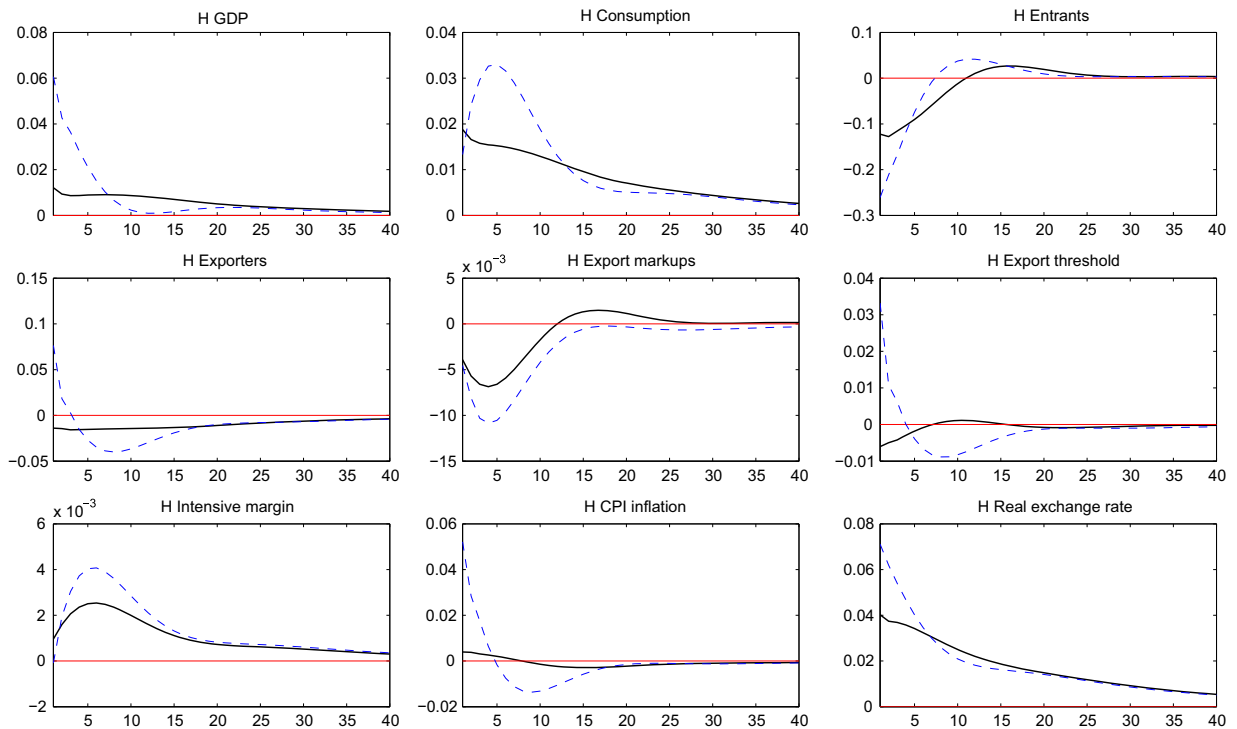 H GDP
0.08
0.06
0.04
0.02
0
5 10 15 20 25 30 35 40
H Consumption
0.04
0.03
0.02
0.01
0
5 10 15 20 25 30 35 40
H Entrants
0.1
0
−0.1
−0.2
−0.3
5 10 15 20 25 30 35 40
H Exporters
0.15
0.1
0.05
0
−0.05
5 10 15 20 25 30 35 40
x 10−3
H Export markups
5
0
−5
−10
−15
5 10 15 20 25 30 35 40
H Export threshold
0.04
0.03
0.02
0.01
0
−0.01
5 10 15 20 25 30 35 40
x 10−3
H Intensive margin
6
4
2
0
−2
5 10 15 20 25 30 35 40
H CPI inflation
0.06
0.04
0.02
0
−0.02
5 10 15 20 25 30 35 40
H Real exchange rate
0.08
0.06
0.04
0.02
0
5 10 15 20 25 30 35 40